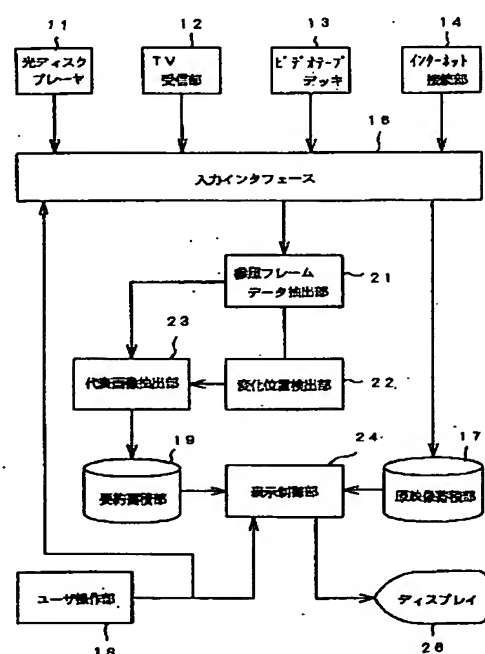 11
12
13
14
光ディスク
プレーヤ
TV
受信部
ビデオテープ
デッキ
インターネット
接続部
16
入力インタフェース
参照フレーム
データ抽出部
21
23
代表画像抽出部
変化位置検出部
22
19
24
17
要約蓄積部
表示制御部
原映像蓄積部
ユーザ操作部
ディスプレイ
18
26